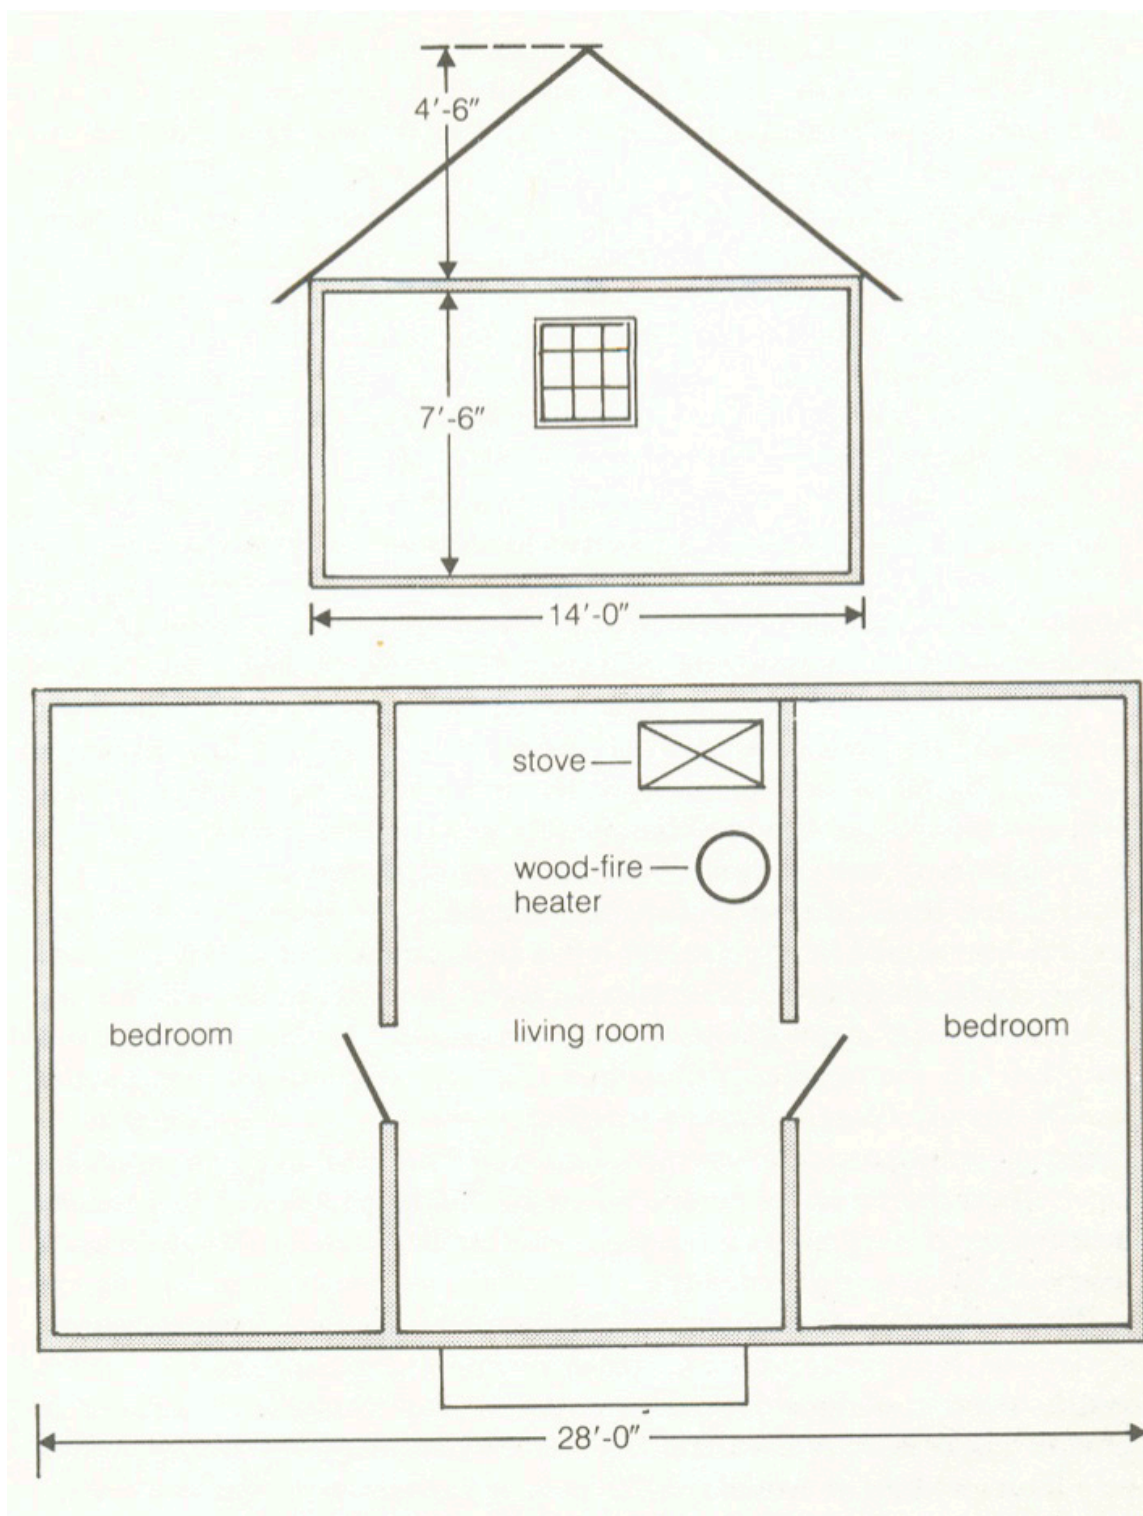 4′-6″
7′-6″
14′-0″
stove
wood-fire
heater
bedroom
living room
bedroom
28′-0″